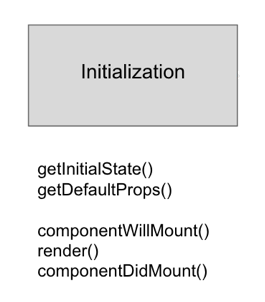 Initialization
getInitialState()
getDefaultProps()
componentWillMount()
render()
componentDidMount()